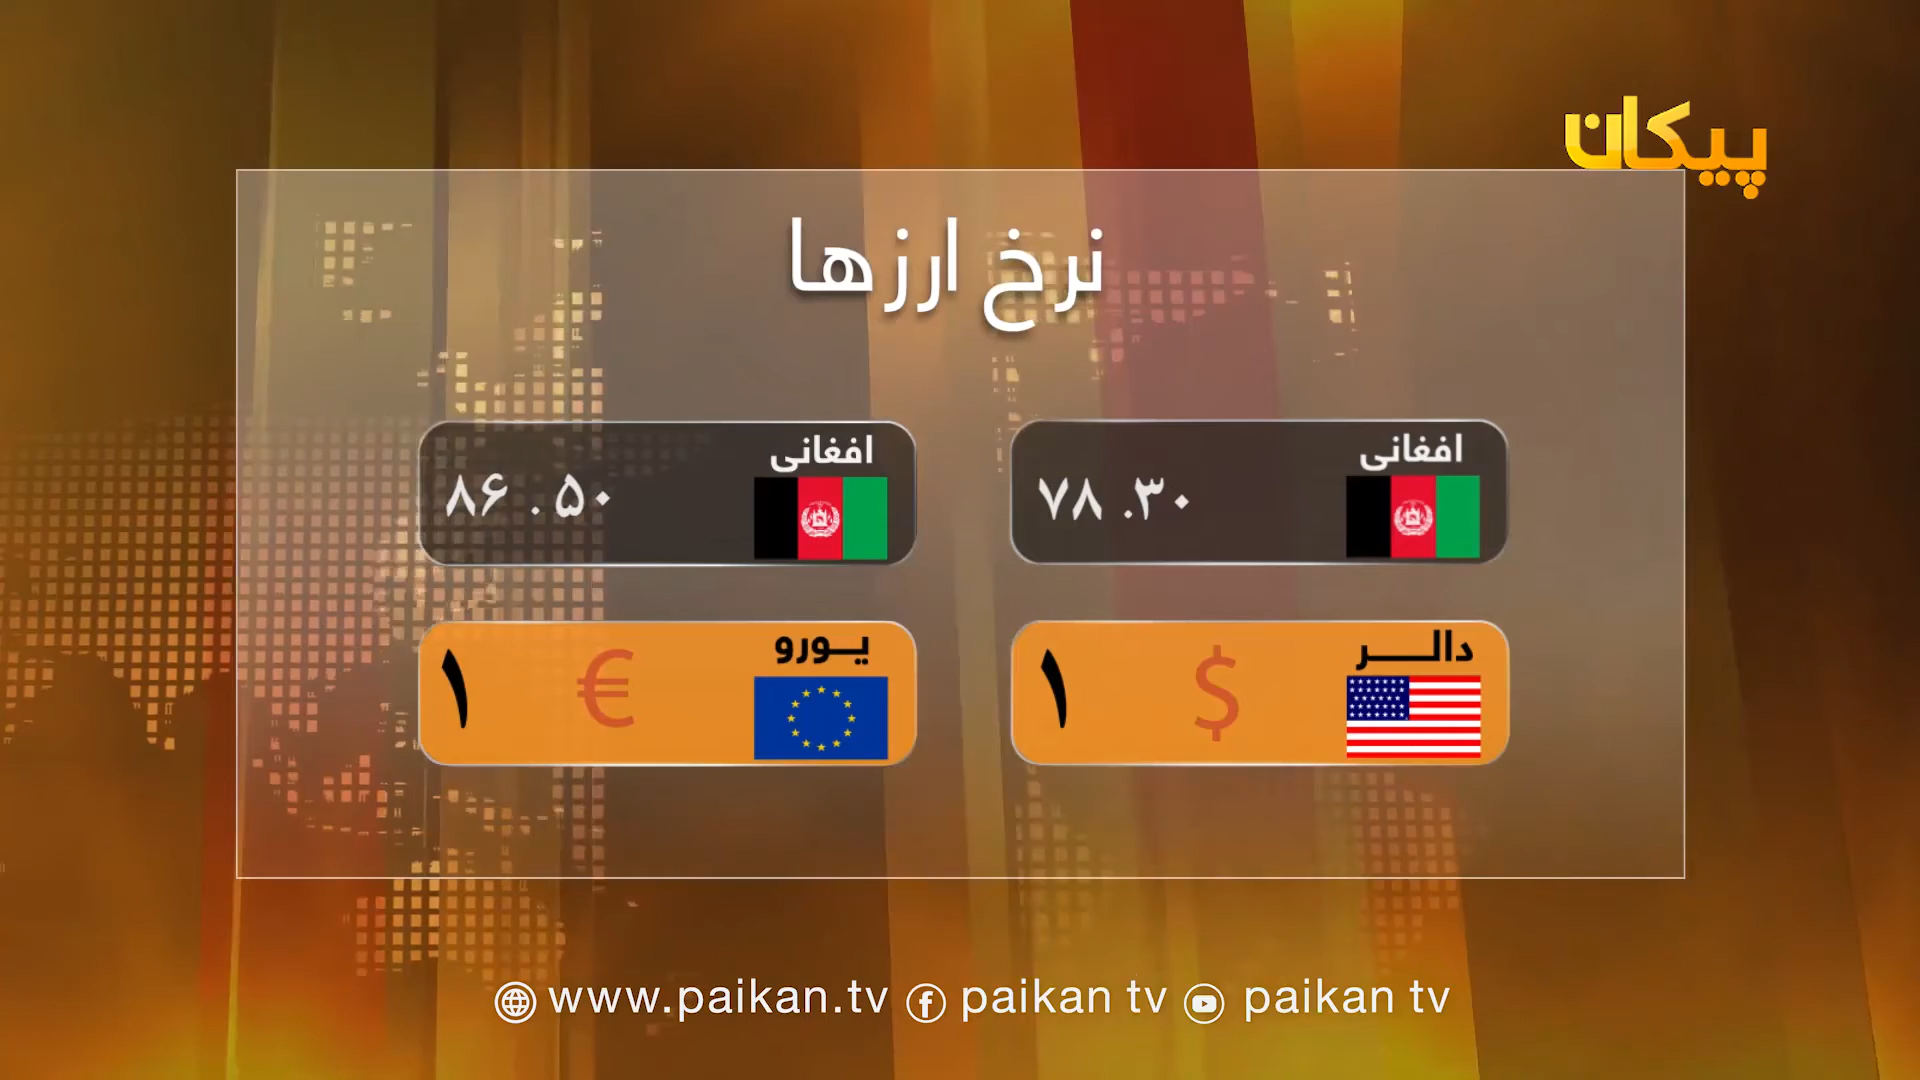 پیکان
نرخ ارزها
افغانی
۷۸ .۳۰
دالـــر
$
۱
افغانی
۸۶ .۵۰
یـورو
€
۱
www.paikan.tv paikan tv paikan tv